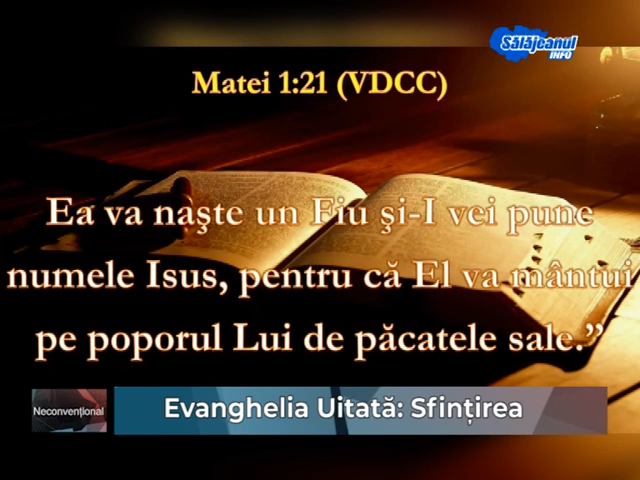 Sălăjeanul
INFO
Matei 1:21 (VDCC)
Ea va naşte un Fiu şi-I vei pune
numele Isus, pentru că El va mântui
pe poporul Lui de păcatele sale.”
Neconvențional
Evanghelia Uitată: Sfințirea